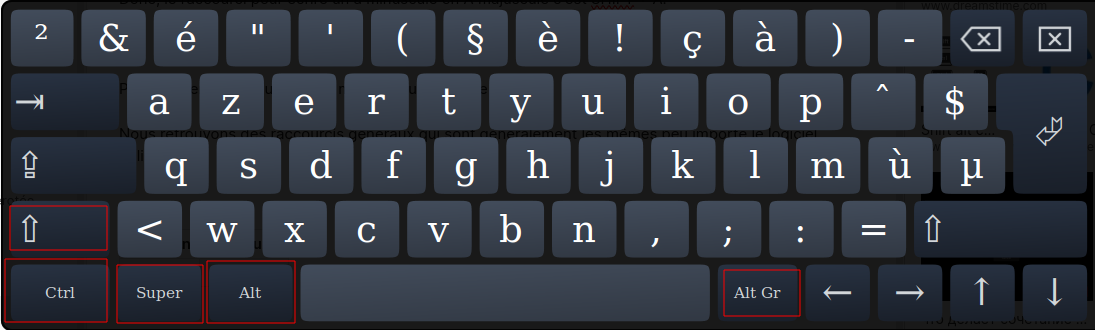 ² & é " ' ( § è ! ç à ) -
a z e r t y u i o p ^ $
q s d f g h j k l m ù µ
< w x c v b n , ; : =
Ctrl Super Alt Alt Gr ← → ↑ ↓